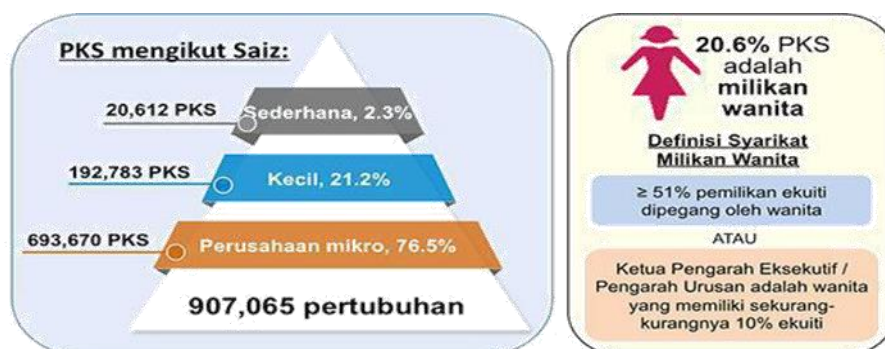 PKS mengikut Saiz:
20,612 PKS
Sederhana, 2.3%
192,783 PKS
Kecil, 21.2%
693,670 PKS
Perusahaan mikro, 76.5%
907,065 pertubuhan
20.6% PKS
adalah
milikan
wanita
Definisi Syarikat
Milikan Wanita
≥ 51% pemilikan ekuiti
dipegang oleh wanita
ATAU
Ketua Pengarah Eksekutif /
Pengarah Urusan adalah wanita
yang memiliki sekurang-
kurangnya 10% ekuiti